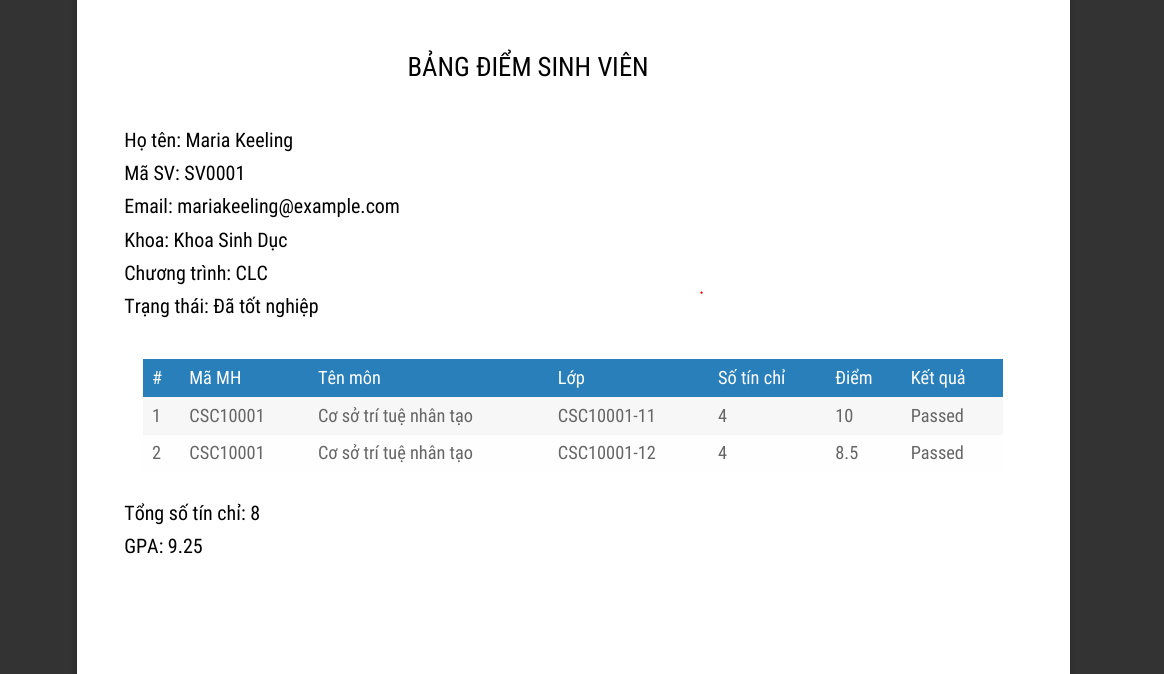 BẢNG ĐIỂM SINH VIÊN
Họ tên: Maria Keeling
Mã SV: SV0001
Email: mariakeeling@example.com
Khoa: Khoa Sinh Dục
Chương trình: CLC
Trạng thái: Đã tốt nghiệp
# Mã MH Tên môn Lớp Số tín chỉ Điểm Kết quả
1 CSC10001 Cơ sở trí tuệ nhân tạo CSC10001-11 4 10 Passed
2 CSC10001 Cơ sở trí tuệ nhân tạo CSC10001-12 4 8.5 Passed
Tổng số tín chỉ: 8
GPA: 9.25